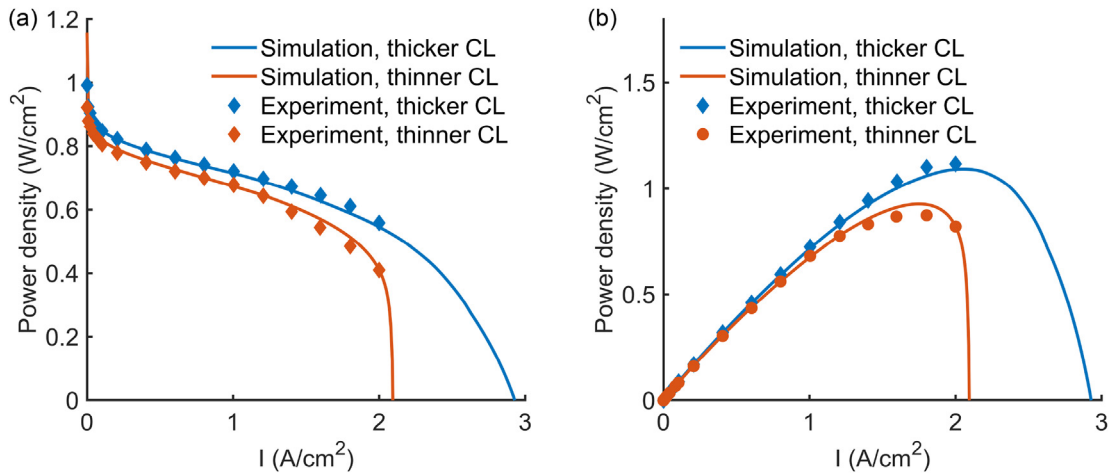 (a)
1.2
1
0.8
0.6
0.4
0.2
0
Power density (W/cm²)
Simulation, thicker CL
Simulation, thinner CL
Experiment, thicker CL
Experiment, thinner CL
0 1 2 3
I (A/cm²)
(b)
1.5
1
0.5
0
Power density (W/cm²)
Simulation, thicker CL
Simulation, thinner CL
Experiment, thicker CL
Experiment, thinner CL
0 1 2 3
I (A/cm²)